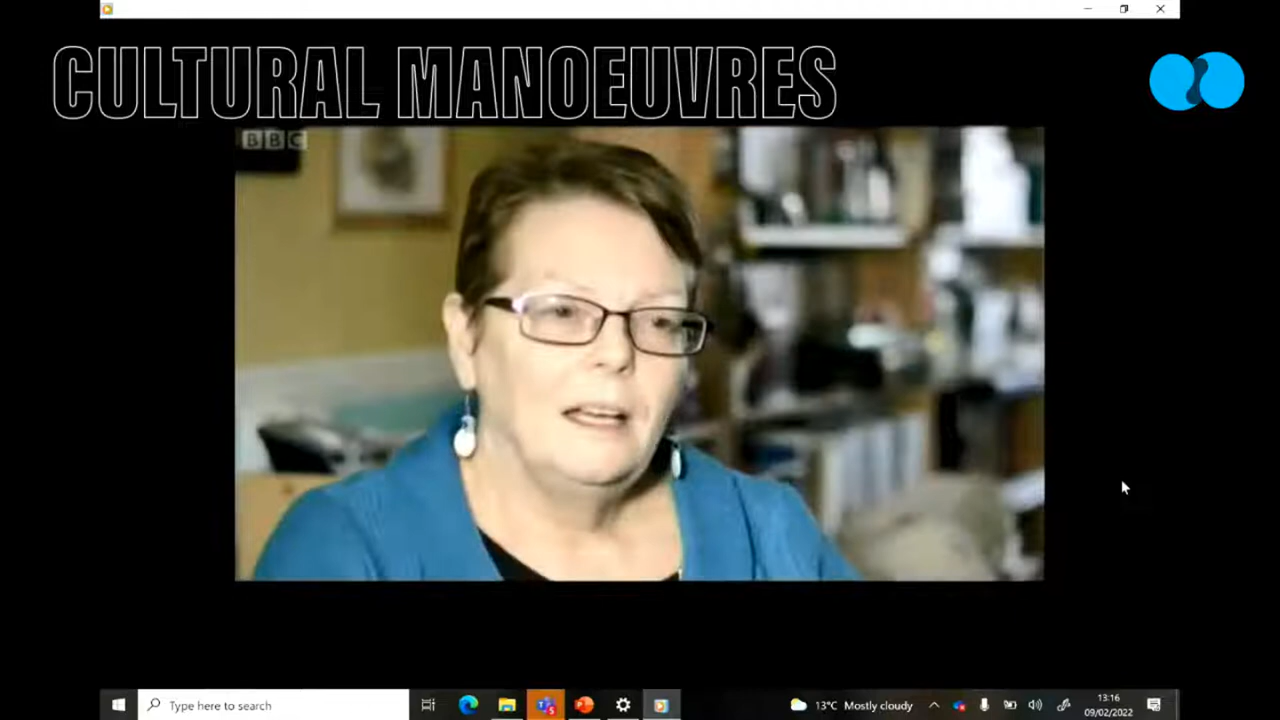 CULTURAL MANOEUVRES
BBC
Type here to search
13°C Mostly cloudy
13:16
09/02/2022